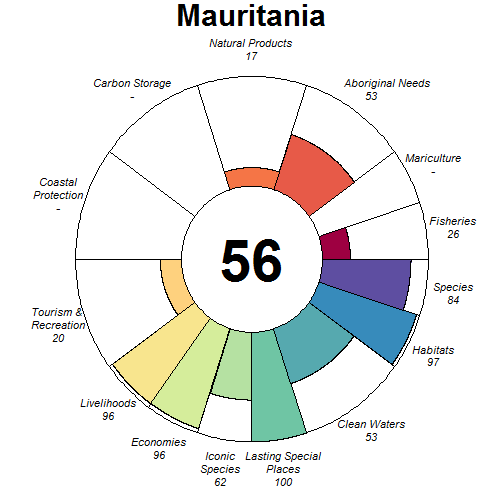 Mauritania
Natural Products
17
Carbon Storage
-
Aboriginal Needs
53
Mariculture
-
Coastal
Protection
-
Fisheries
26
56
Species
84
Tourism &
Recreation
20
Habitats
97
Livelihoods
96
Clean Waters
53
Economies
96
Iconic
Species
62
Lasting Special
Places
100